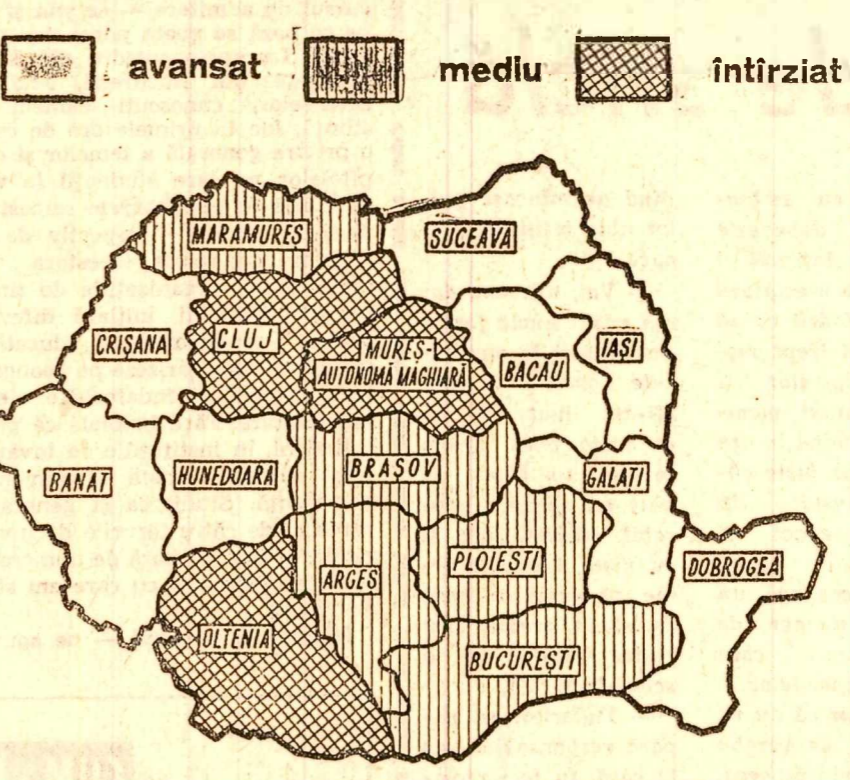 avansat
mediu
întîrziat
MARAMUREȘ
SUCEAVA
CRIȘANA
CLUJ
MUREȘ-
AUTONOMĂ MAGHIARĂ
BACĂU
IAȘI
BANAT
HUNEDOARA
BRAȘOV
GALAȚI
ARGEȘ
PLOIEȘTI
DOBROGEA
OLTENIA
BUCUREȘTI